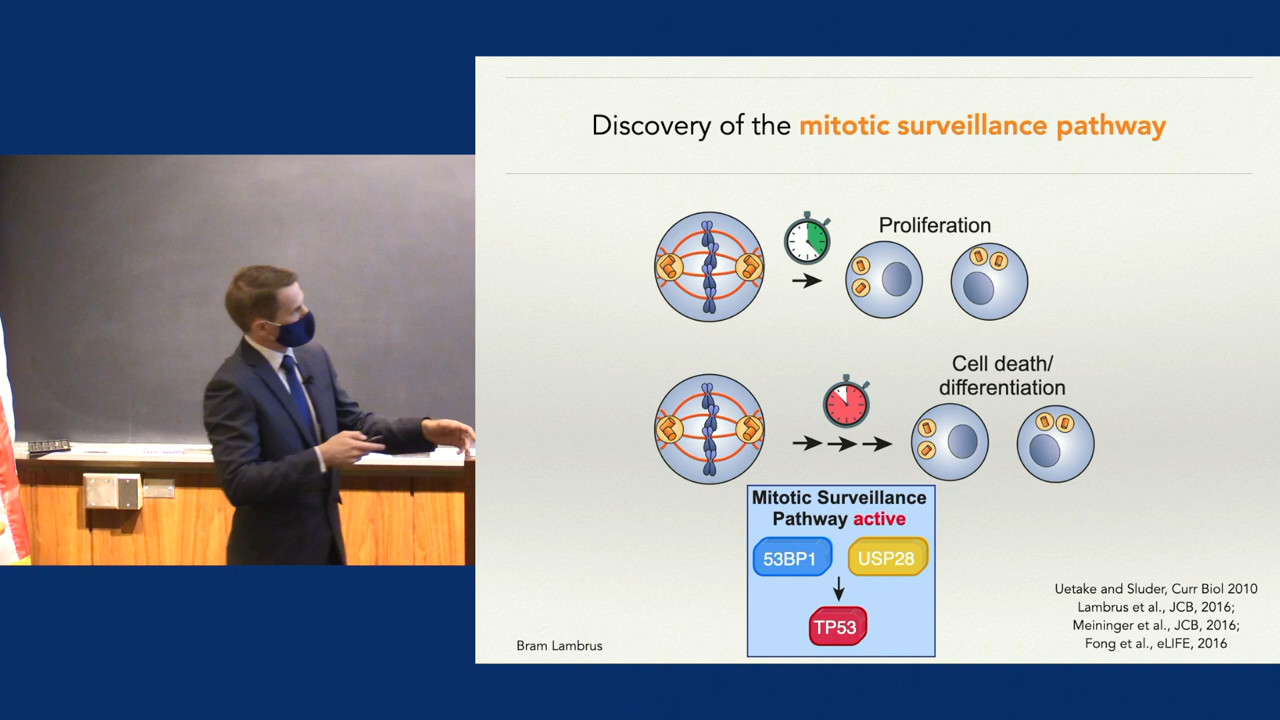 Discovery of the mitotic surveillance pathway
Proliferation
Cell death/
differentiation
Mitotic Surveillance
Pathway active
53BP1
USP28
TP53
Uetake and Sluder, Curr Biol 2010
Lambrus et al., JCB, 2016;
Meininger et al., JCB, 2016;
Fong et al., eLIFE, 2016
Bram Lambrus